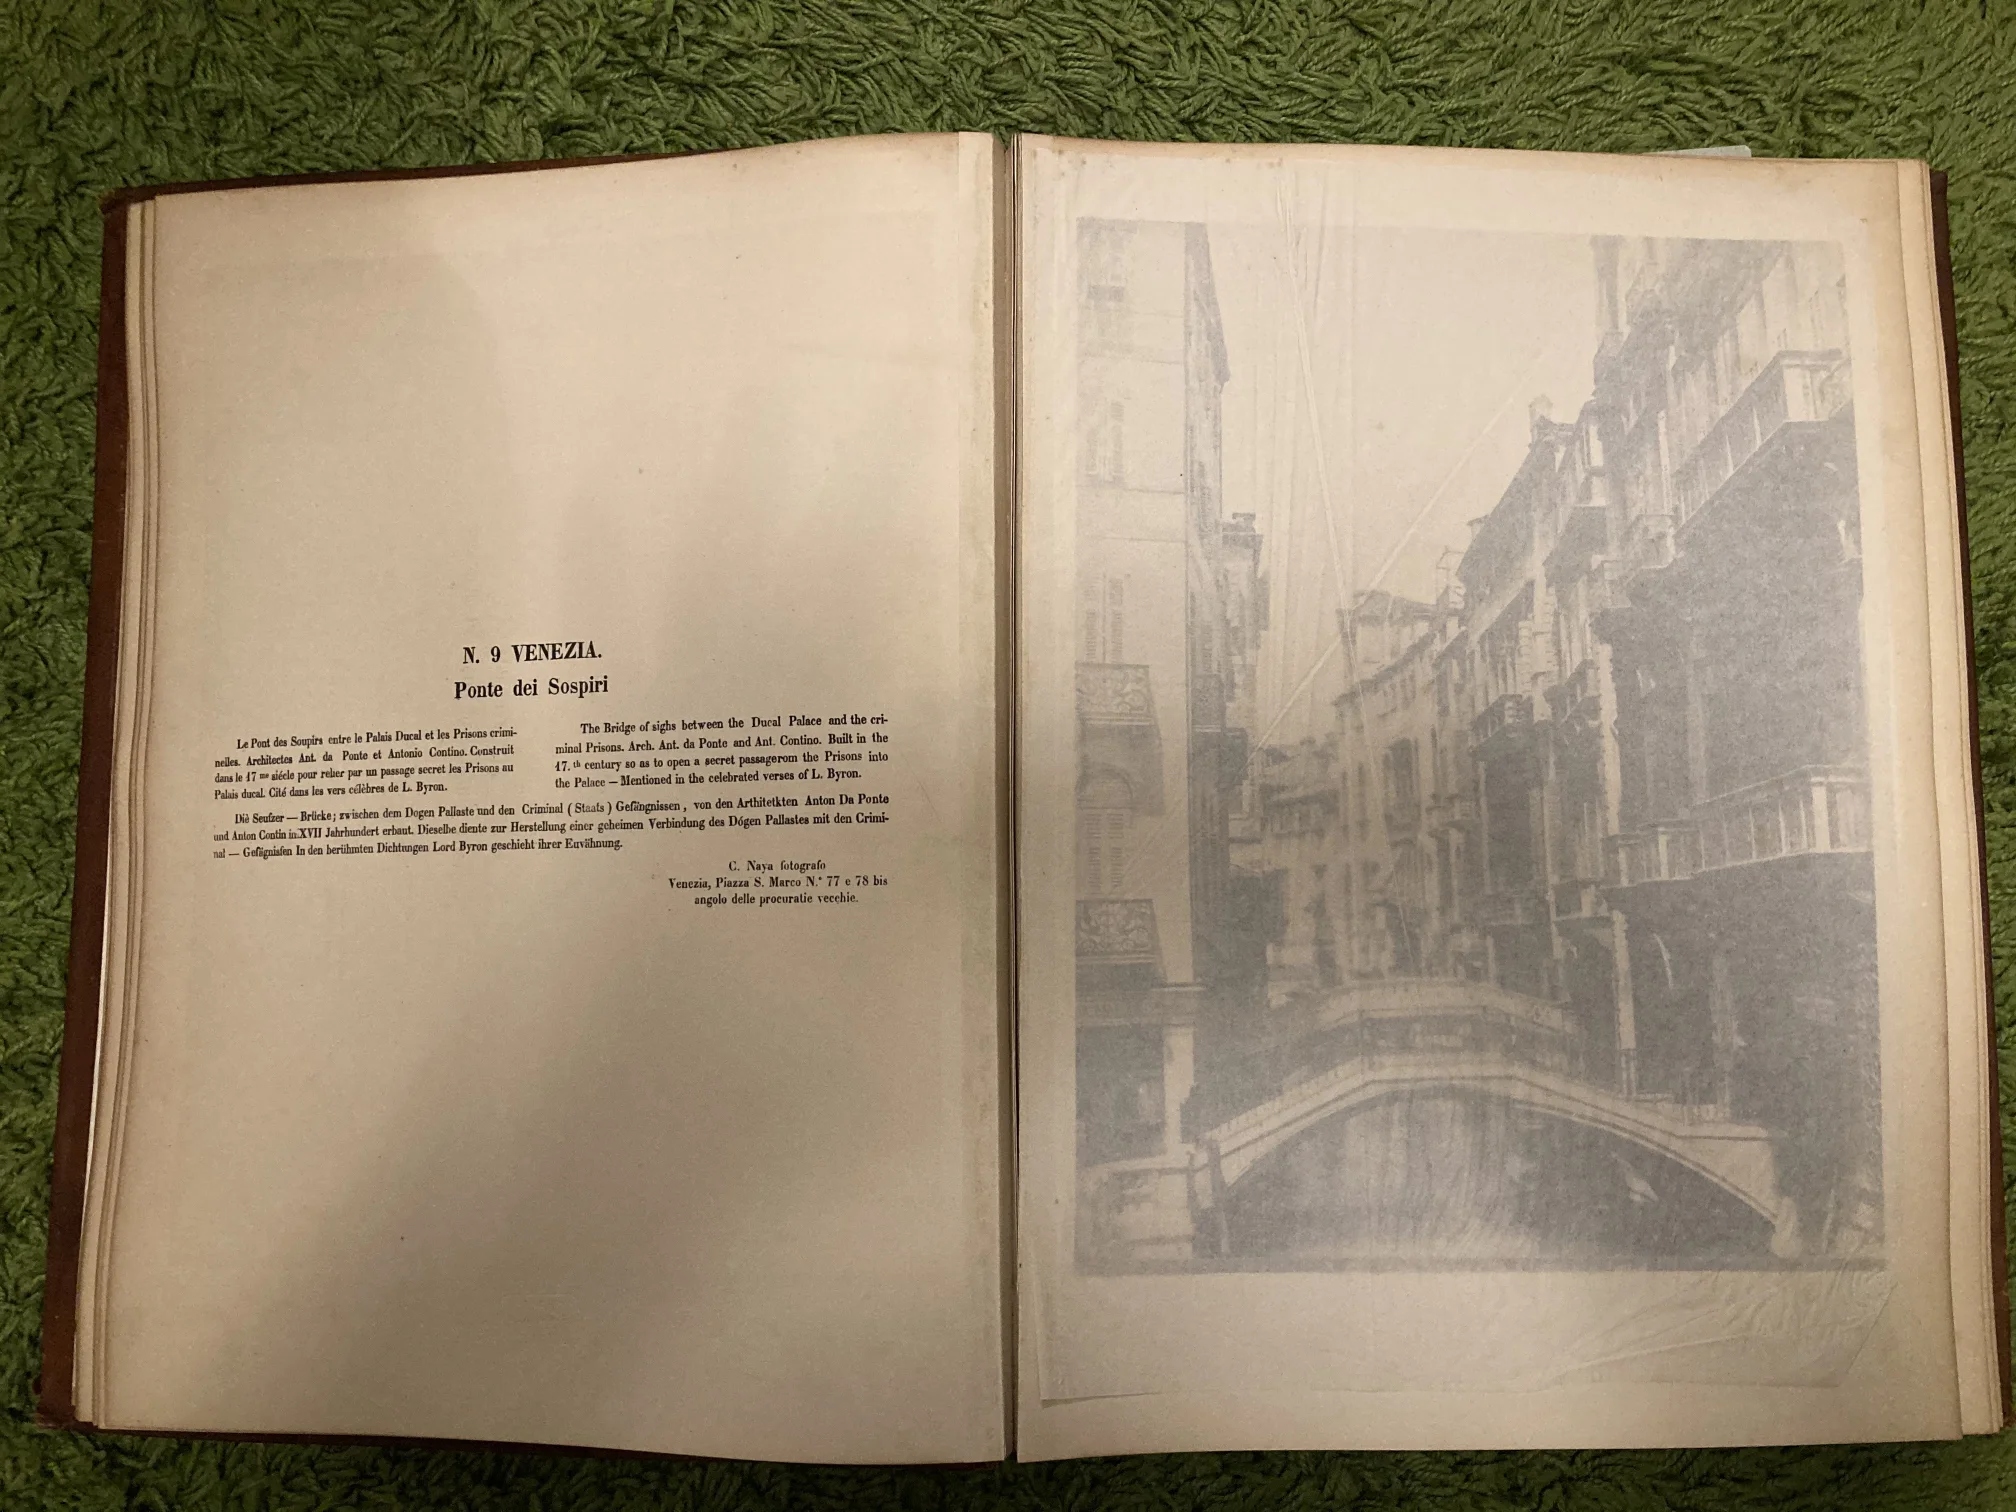 N. 9 VENEZIA.
Ponte dei Sospiri
Le Pont des Soupirs entre le Palais Ducal et les Prisons crimi-
nelles. Architectes Ant. da Ponte et Antonio Contino. Construit
dans le 17 me siécle pour relier par un passage secret les Prisons au
Palais ducal. Cité dans les vers célèbres de L. Byron.
The Bridge of sighs between the Ducal Palace and the cri-
minal Prisons. Arch. Ant. da Ponte and Ant. Contino. Built in the
17.th century so as to open a secret passagerom the Prisons into
the Palace — Mentioned in the celebrated verses of L. Byron.
Diè Seufzer — Brücke; zwischen dem Dogen Pallaste und den Criminal (Staats) Gefängnissen, von den Arthitetkten Anton Da Ponte
und Anton Contin in XVII Jahrhundert erbaut. Dieselbe diente zur Herstellung einer geheimen Verbindung des Dógen Pallastes mit den Crimi-
nal — Gefägnissen In den berühmten Dichtungen Lord Byron geschieht ihrer Euvähnung.
C. Naya fotografo
Venezia, Piazza S. Marco N.° 77 e 78 bis
angolo delle procuratie vecchie.